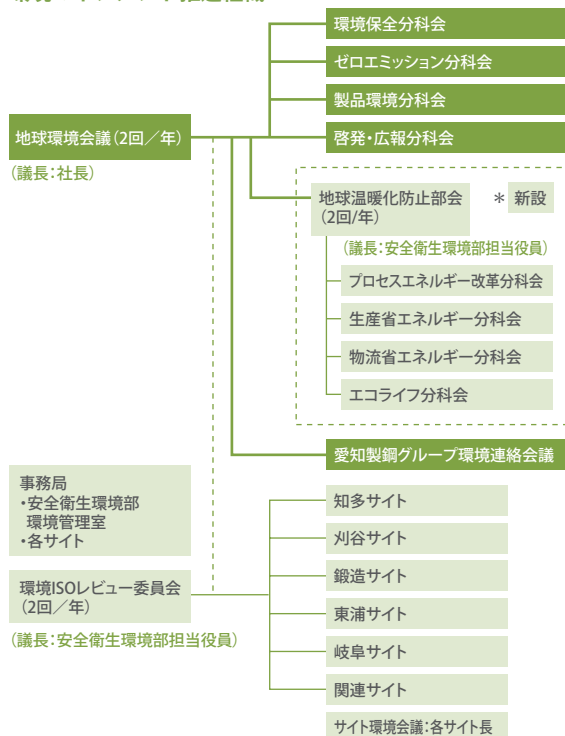 環境保全分科会
ゼロエミッション分科会
製品環境分科会
啓発・広報分科会
地球環境会議（2回／年）
（議長：社長）
地球温暖化防止部会
（2回/年）
＊ 新設
（議長：安全衛生環境部担当役員）
プロセスエネルギー改革分科会
生産省エネルギー分科会
物流省エネルギー分科会
エコライフ分科会
愛知製鋼グループ環境連絡会議
事務局
・安全衛生環境部
環境管理室
・各サイト
環境ISOレビュー委員会
（2回／年）
（議長：安全衛生環境部担当役員）
知多サイト
刈谷サイト
鍛造サイト
東浦サイト
岐阜サイト
関連サイト
サイト環境会議：各サイト長